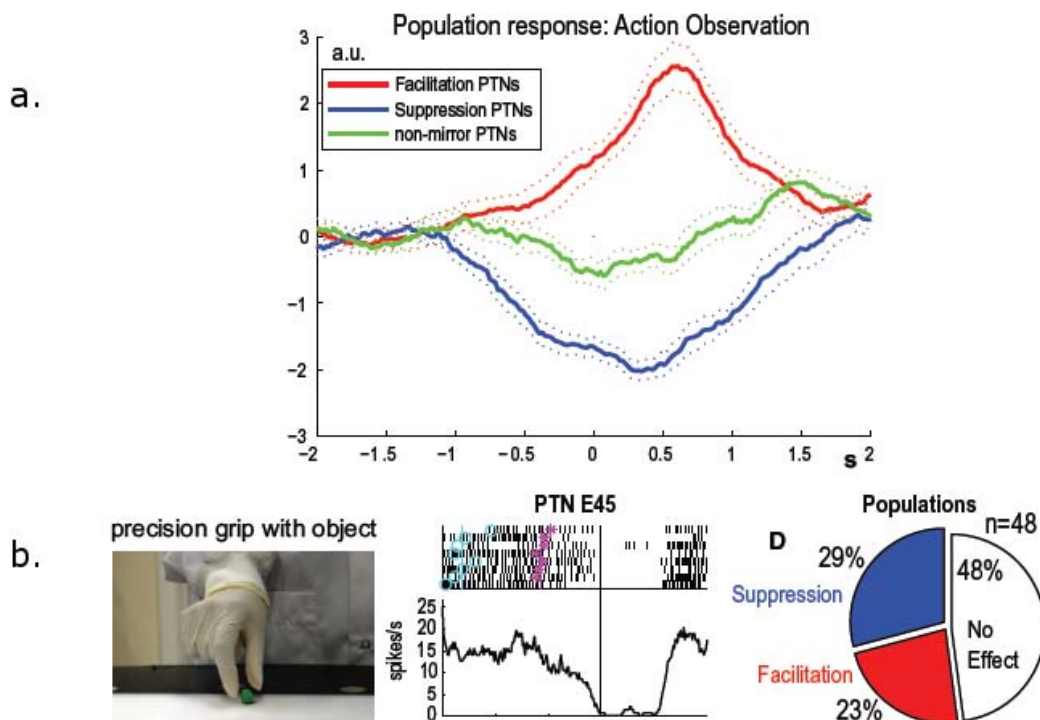 Population response: Action Observation
a.
a.u.
Facilitation PTNs
Suppression PTNs
non-mirror PTNs
3
2
1
0
−1
−2
−3
−2 −1.5 −1 −0.5 0 0.5 1 1.5 2
s
b.
precision grip with object
PTN E45
25
20
15
10
5
0
spikes/s
Populations
D
n=48
29%
48%
Suppression
No
Effect
Facilitation
23%